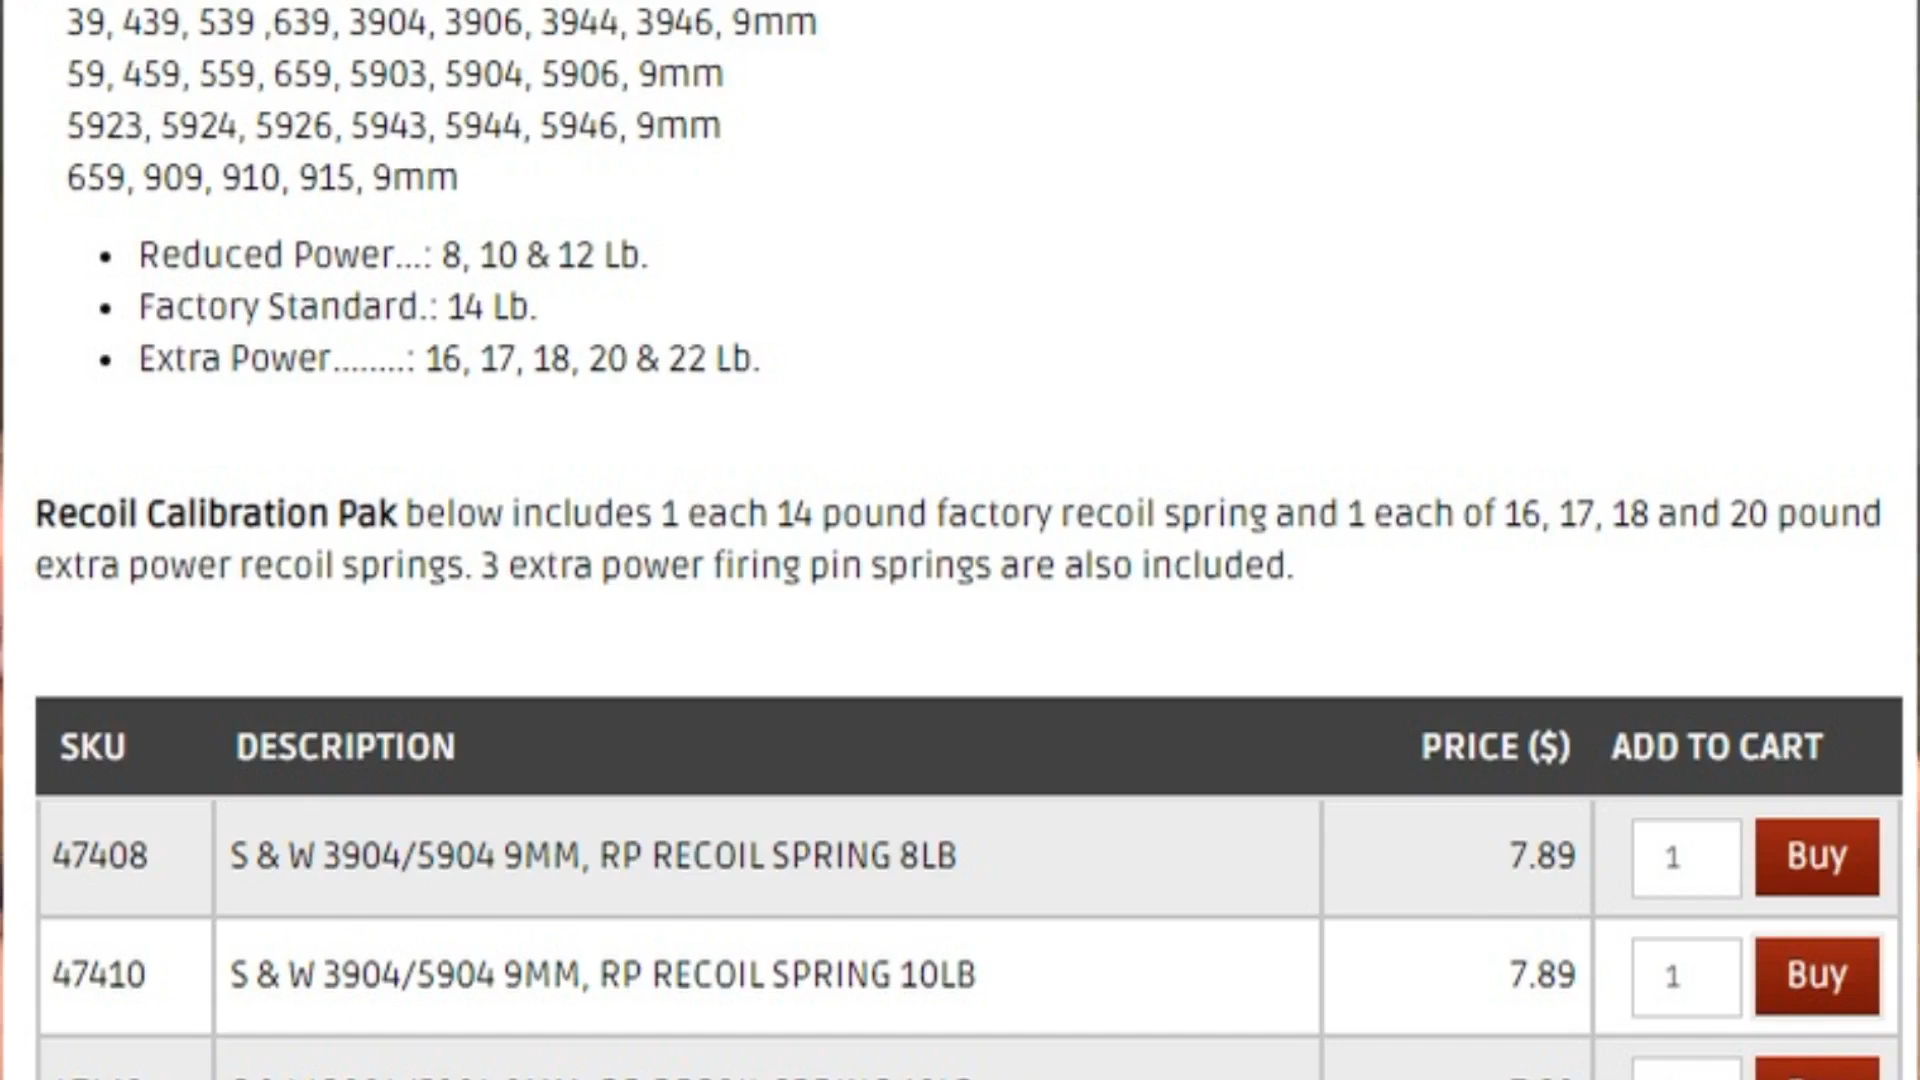 39, 439, 539 ,639, 3904, 3906, 3944, 3946, 9mm
59, 459, 559, 659, 5903, 5904, 5906, 9mm
5923, 5924, 5926, 5943, 5944, 5946, 9mm
659, 909, 910, 915, 9mm
• Reduced Power...: 8, 10 & 12 Lb.
• Factory Standard.: 14 Lb.
• Extra Power........: 16, 17, 18, 20 & 22 Lb.
Recoil Calibration Pak below includes 1 each 14 pound factory recoil spring and 1 each of 16, 17, 18 and 20 pound
extra power recoil springs. 3 extra power firing pin springs are also included.
SKU DESCRIPTION PRICE ($) ADD TO CART
47408 S & W 3904/5904 9MM, RP RECOIL SPRING 8LB 7.89 1 Buy
47410 S & W 3904/5904 9MM, RP RECOIL SPRING 10LB 7.89 1 Buy